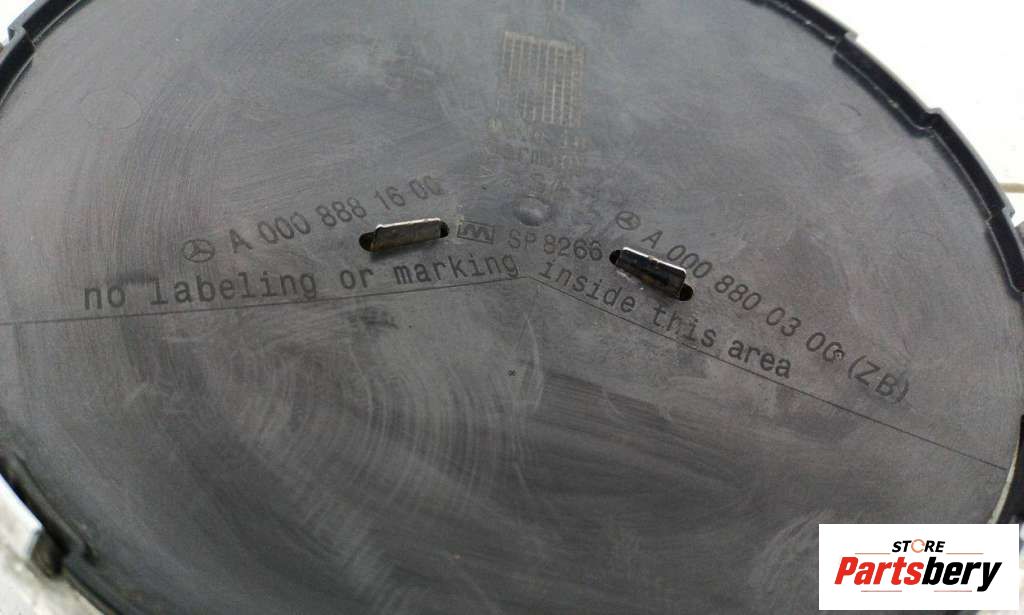 A 000 888 16 00
SP 8266
A 000 880 03 00 (ZB)
no labeling or marking inside this area
STORE
Partsbery